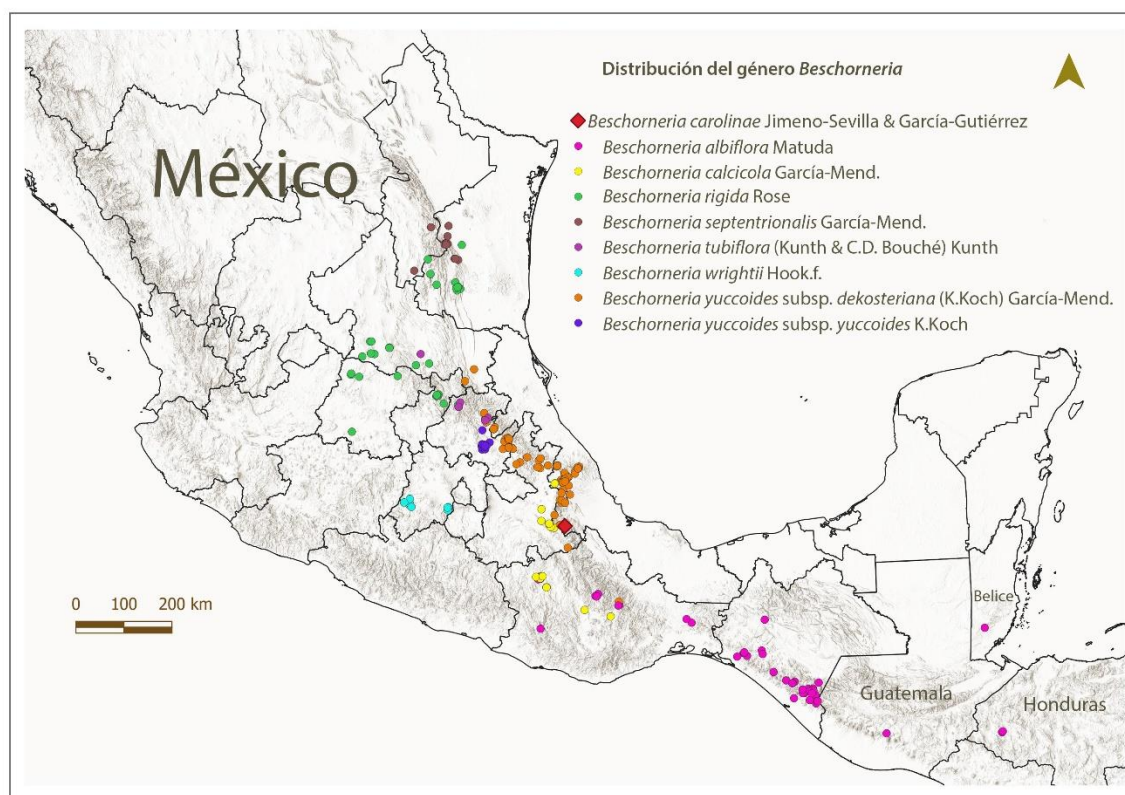 Distribución del género Beschorneria
Beschorneria carolinae Jimeno-Sevilla & García-Gutiérrez
Beschorneria albiflora Matuda
Beschorneria calcicola García-Mend.
Beschorneria rigida Rose
Beschorneria septentrionalis García-Mend.
Beschorneria tubiflora (Kunth & C.D. Bouché) Kunth
Beschorneria wrightii Hook.f.
Beschorneria yuccoides subsp. dekosteriana (K.Koch) García-Mend.
Beschorneria yuccoides subsp. yuccoides K.Koch
México
0 100 200 km
Belice
Guatemala
Honduras